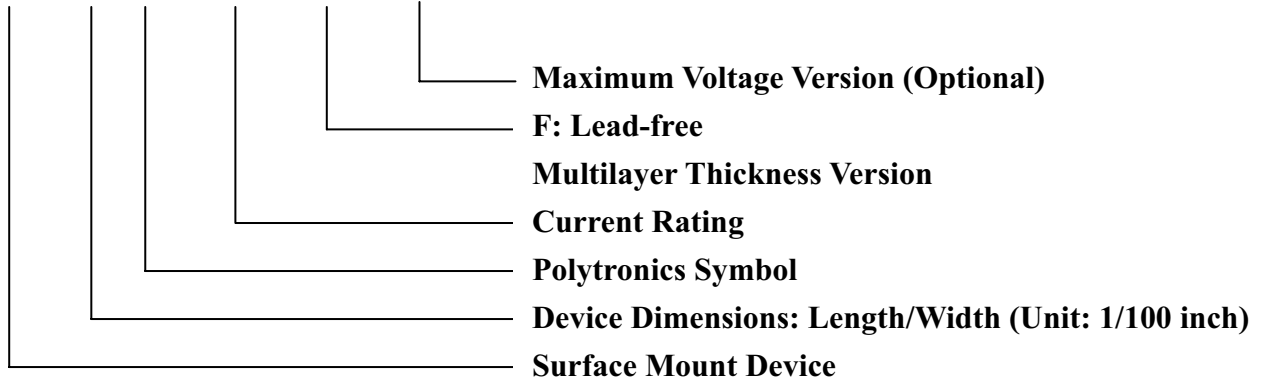 Maximum Voltage Version (Optional)
F: Lead-free
Multilayer Thickness Version
Current Rating
Polytronics Symbol
Device Dimensions: Length/Width (Unit: 1/100 inch)
Surface Mount Device